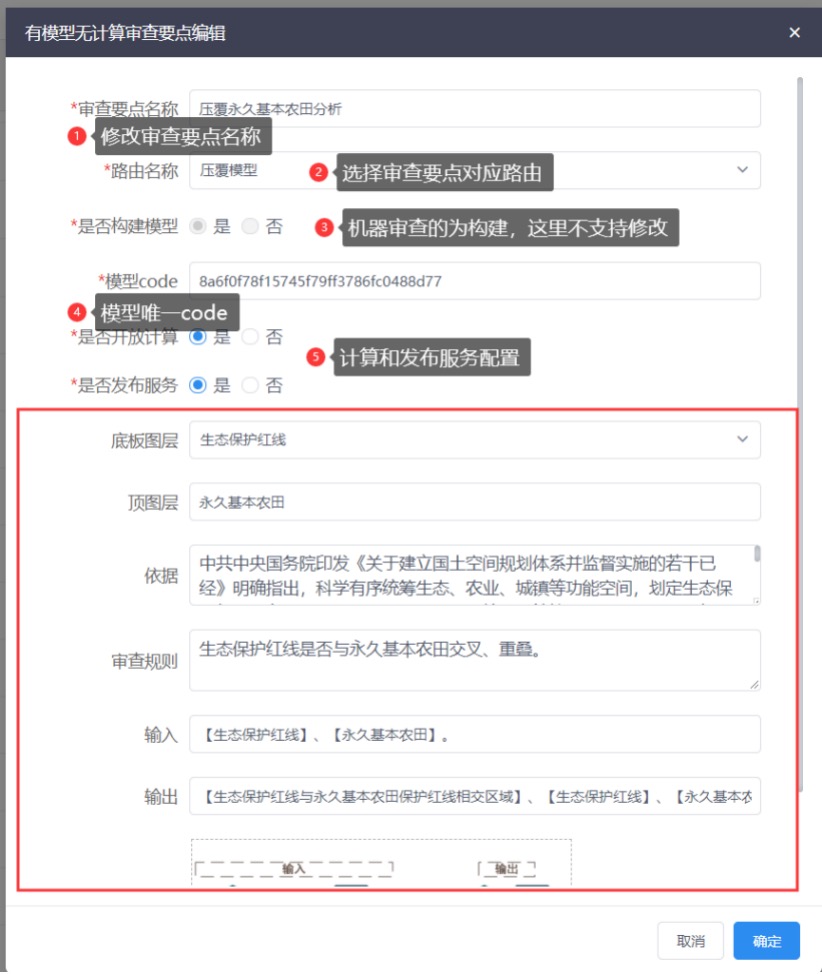 有模型无计算审查要点编辑
×
*审查要点名称 压覆永久基本农田分析
1 修改审查要点名称
*路由名称 压覆模型 2 选择审查要点对应路由
*是否构建模型 是 否 3 机器审查的为构建，这里不支持修改
*模型code 8a6f0f78f15745f79ff3786fc0488d77
4 模型唯一code
*是否开放计算 是 否
5 计算和发布服务配置
*是否发布服务 是 否
底板图层 生态保护红线
顶图层 永久基本农田
依据 中共中央国务院印发《关于建立国土空间规划体系并监督实施的若干已
经》明确指出，科学有序统筹生态、农业、城镇等功能空间，划定生态保
审查规则 生态保护红线是否与永久基本农田交叉、重叠。
输入 【生态保护红线】、【永久基本农田】。
输出 【生态保护红线与永久基本农田保护红线相交区域】、【生态保护红线】、【永久基本农
输入 输出
取消 确定